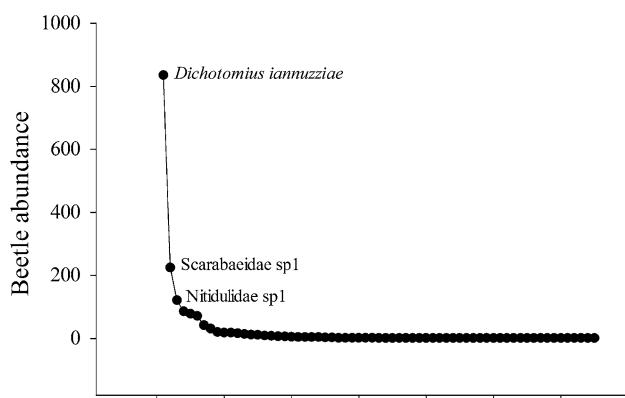 1000
Dichotomius iannuzziae
800
600
400
Scarabaeidae sp1
200
Nitidulidae sp1
0
Beetle abundance